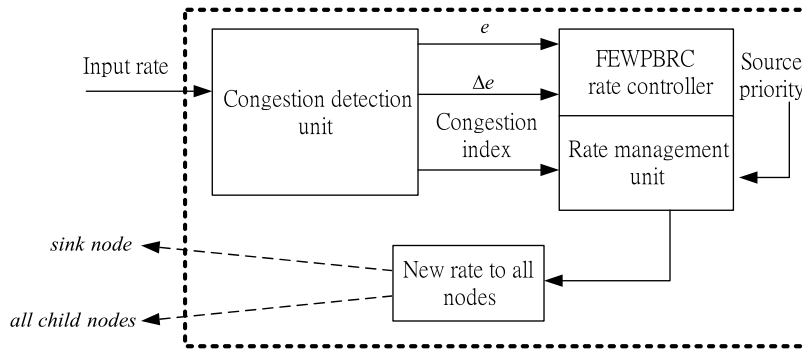 Input rate
Congestion detection
unit
e
Δe
Congestion
index
FEWPBRC
rate controller
Rate management
unit
Source
priority
sink node
all child nodes
New rate to all
nodes